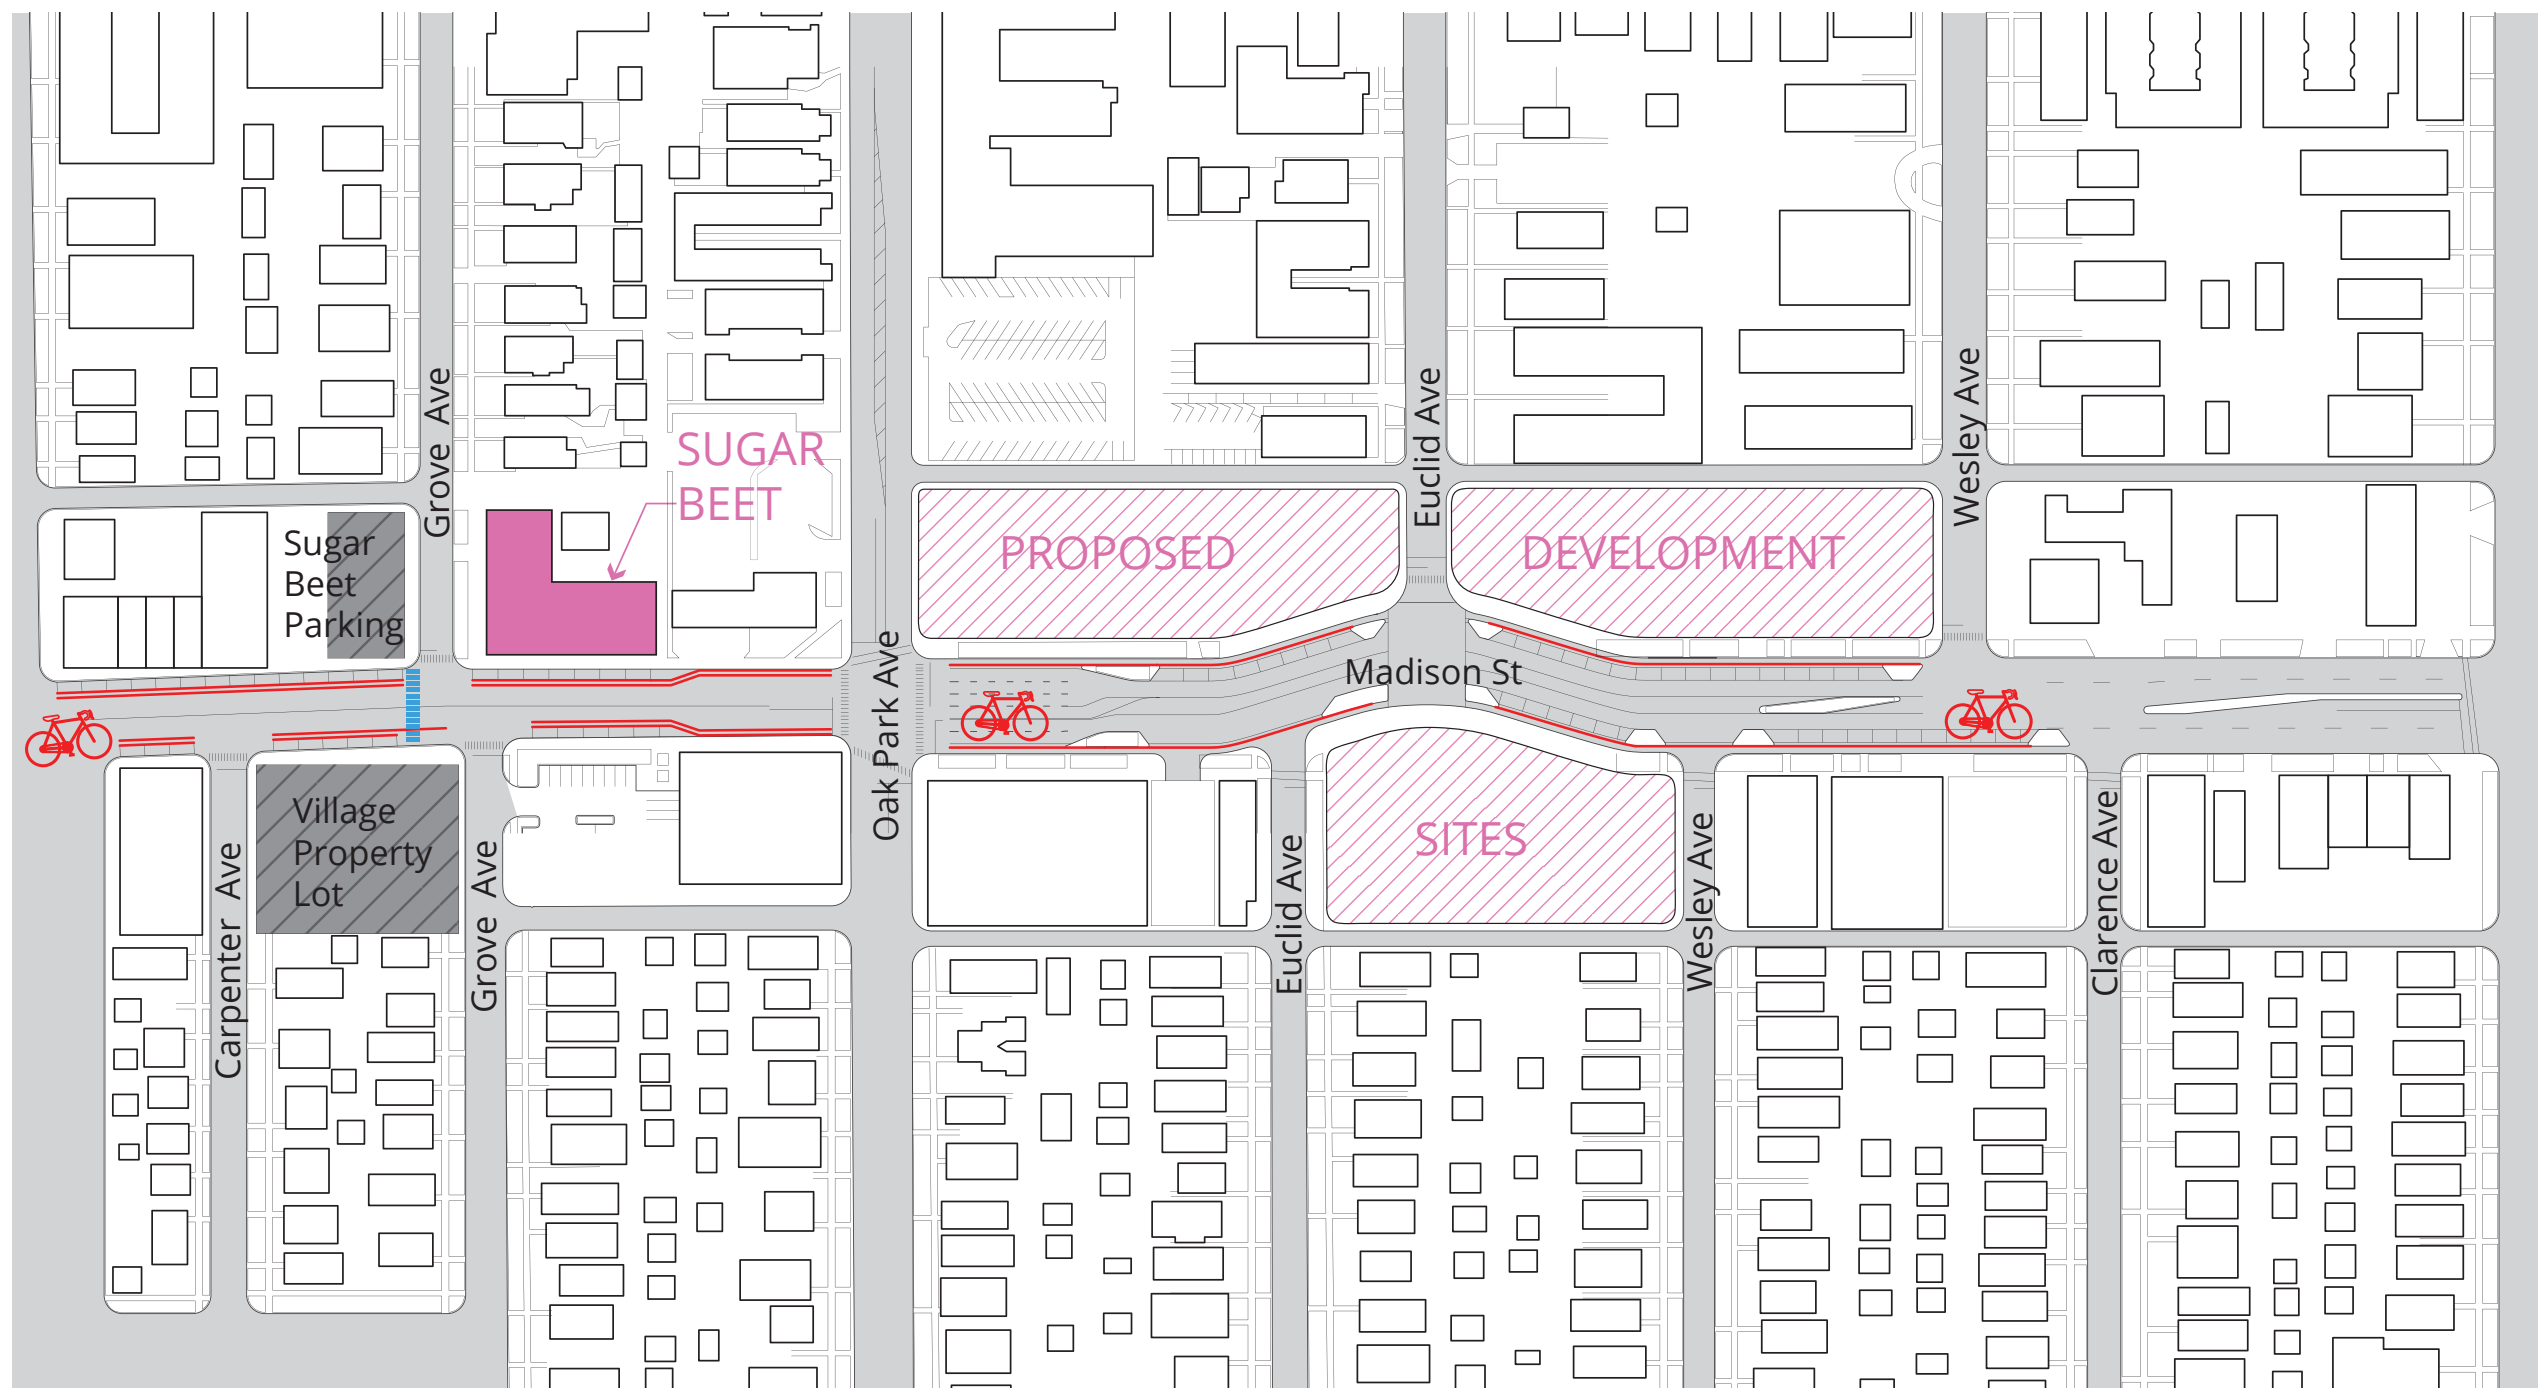 Grove Ave
SUGAR
BEET
Euclid Ave
Wesley Ave
Sugar
Beet
Parking
PROPOSED
DEVELOPMENT
Madison St
Oak Park Ave
Village
Property
Lot
SITES
Carpenter Ave
Grove Ave
Euclid Ave
Wesley Ave
Clarence Ave